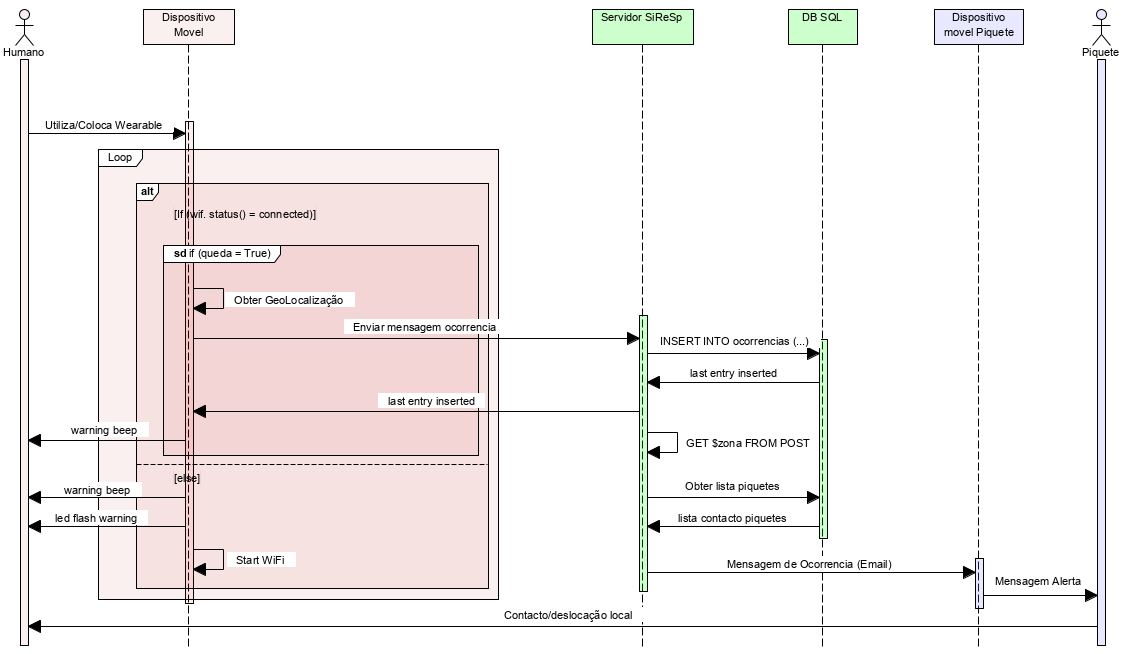 Dispositivo
Movel
Servidor SiReSp
DB SQL
Dispositivo
movel Piquete
Humano
Piquete
Utiliza/Coloca Wearable
Loop
alt
[If (wif. status() = connected)]
sd if (queda = True)
Obter GeoLocalização
Enviar mensagem ocorrencia
INSERT INTO ocorrencias (...)
last entry inserted
last entry inserted
warning beep
GET $zona FROM POST
[else]
warning beep
Obter lista piquetes
led flash warning
lista contacto piquetes
Start WiFi
Mensagem de Ocorrencia (Email)
Mensagem Alerta
Contacto/deslocação local